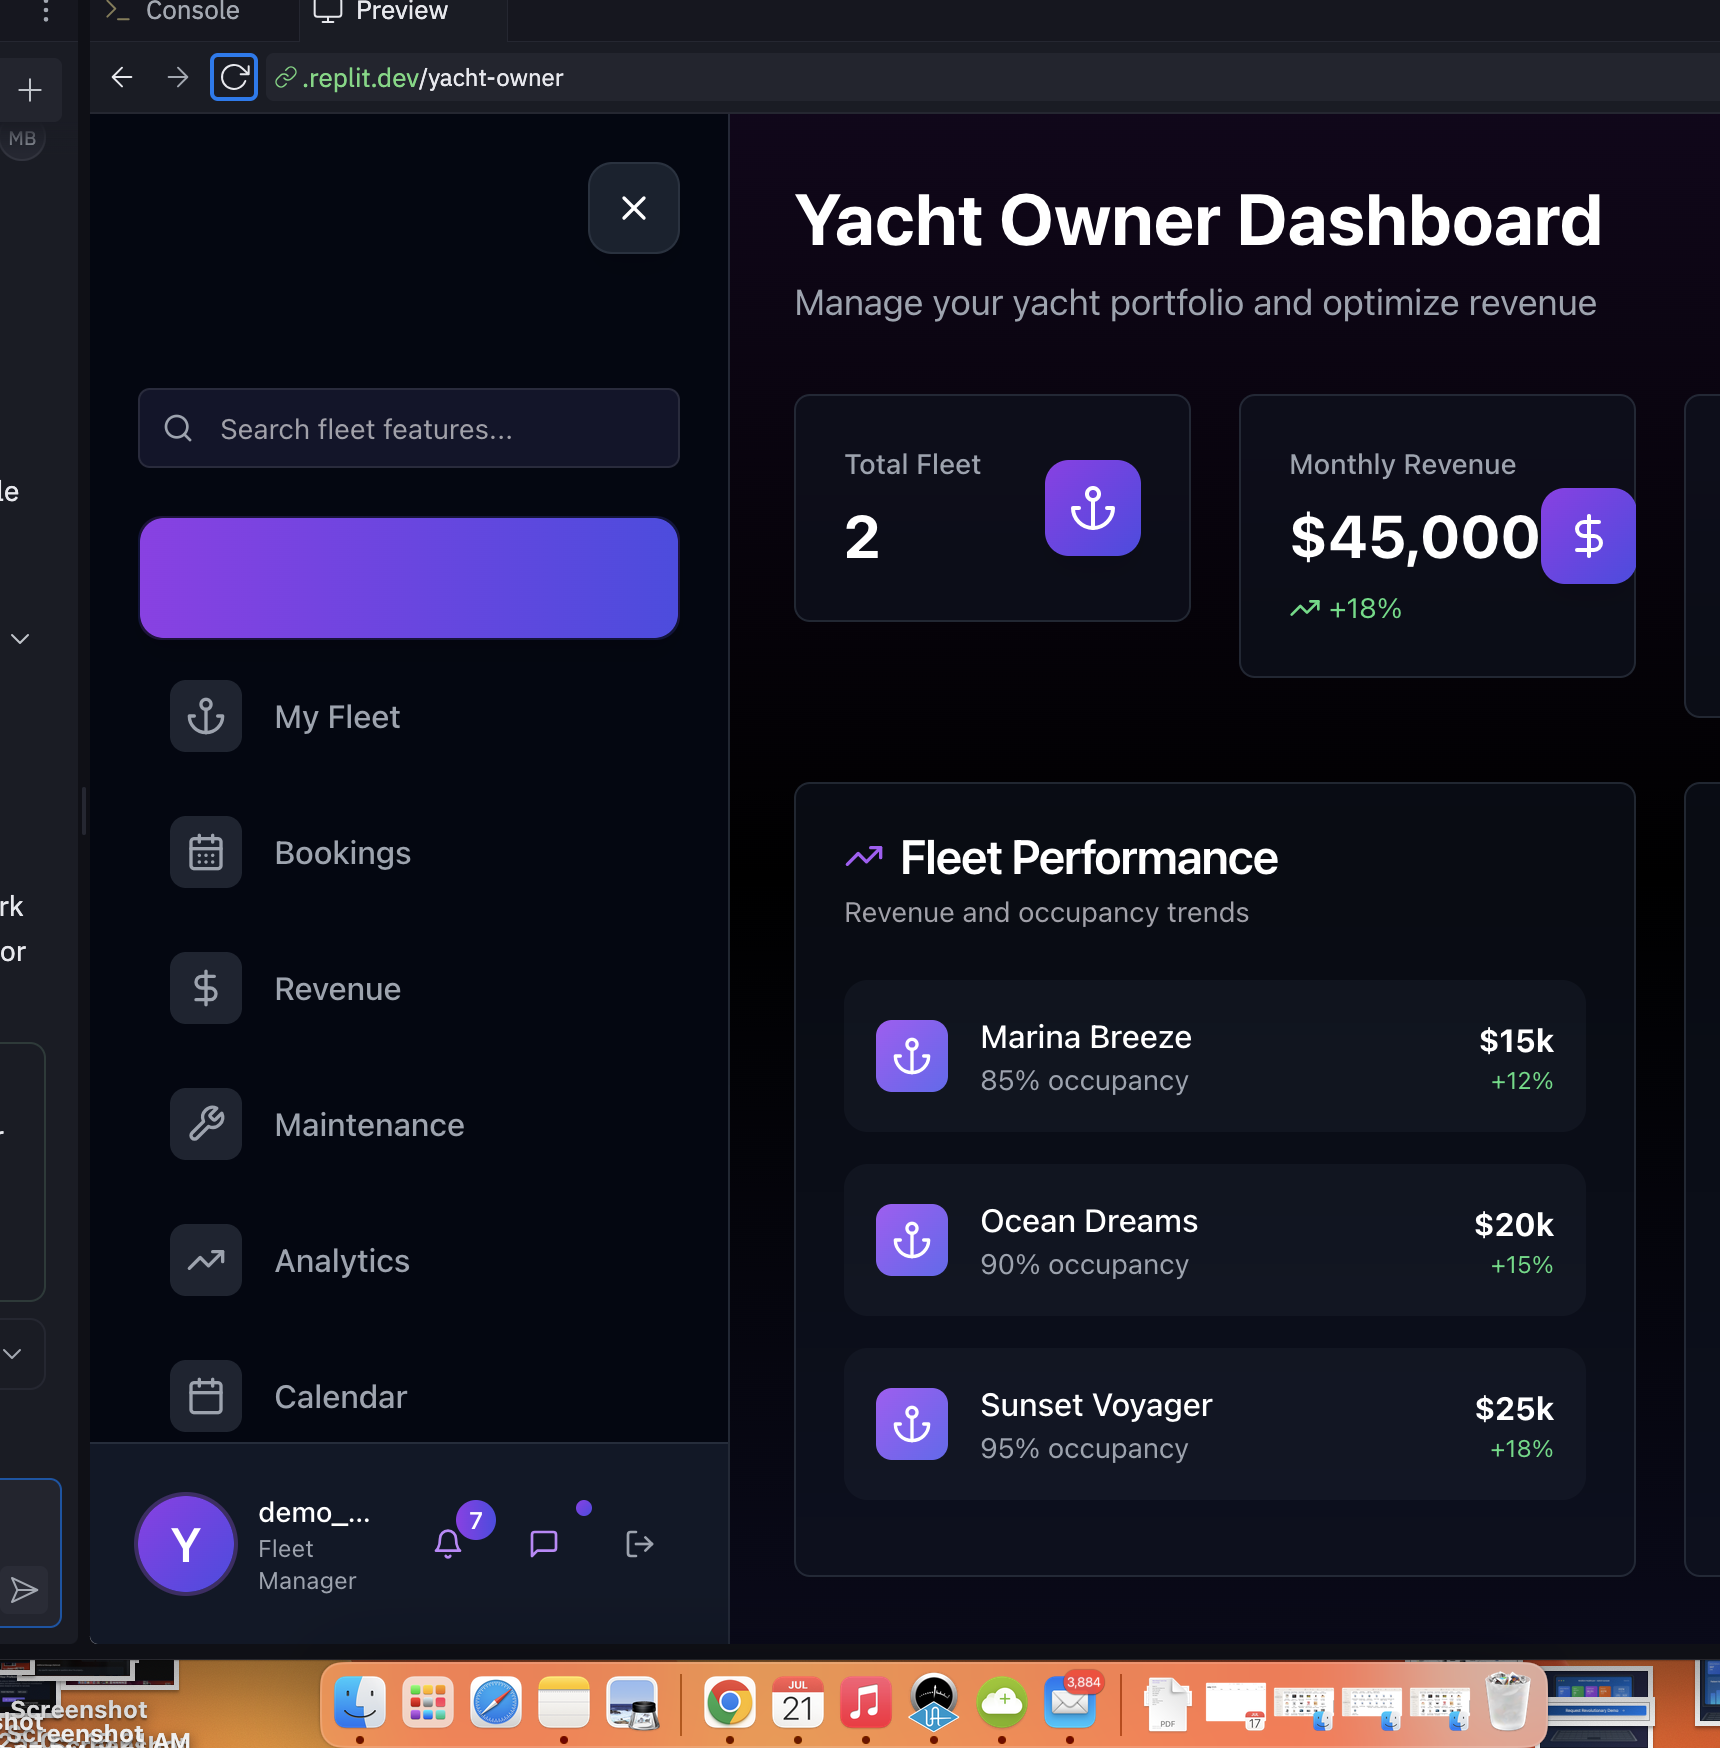 Console
Preview
.replit.dev/yacht-owner
MB
le
rk
or
Search fleet features...
My Fleet
Bookings
Revenue
Maintenance
Analytics
Calendar
Y
demo_...
Fleet
Manager
7
Yacht Owner Dashboard
Manage your yacht portfolio and optimize revenue
Total Fleet
2
Monthly Revenue
$45,000
+18%
Fleet Performance
Revenue and occupancy trends
Marina Breeze
85% occupancy
$15k
+12%
Ocean Dreams
90% occupancy
$20k
+15%
Sunset Voyager
95% occupancy
$25k
+18%
Screenshot
shot
Screenshot
AM
JUL
21
3,884
PDF
17